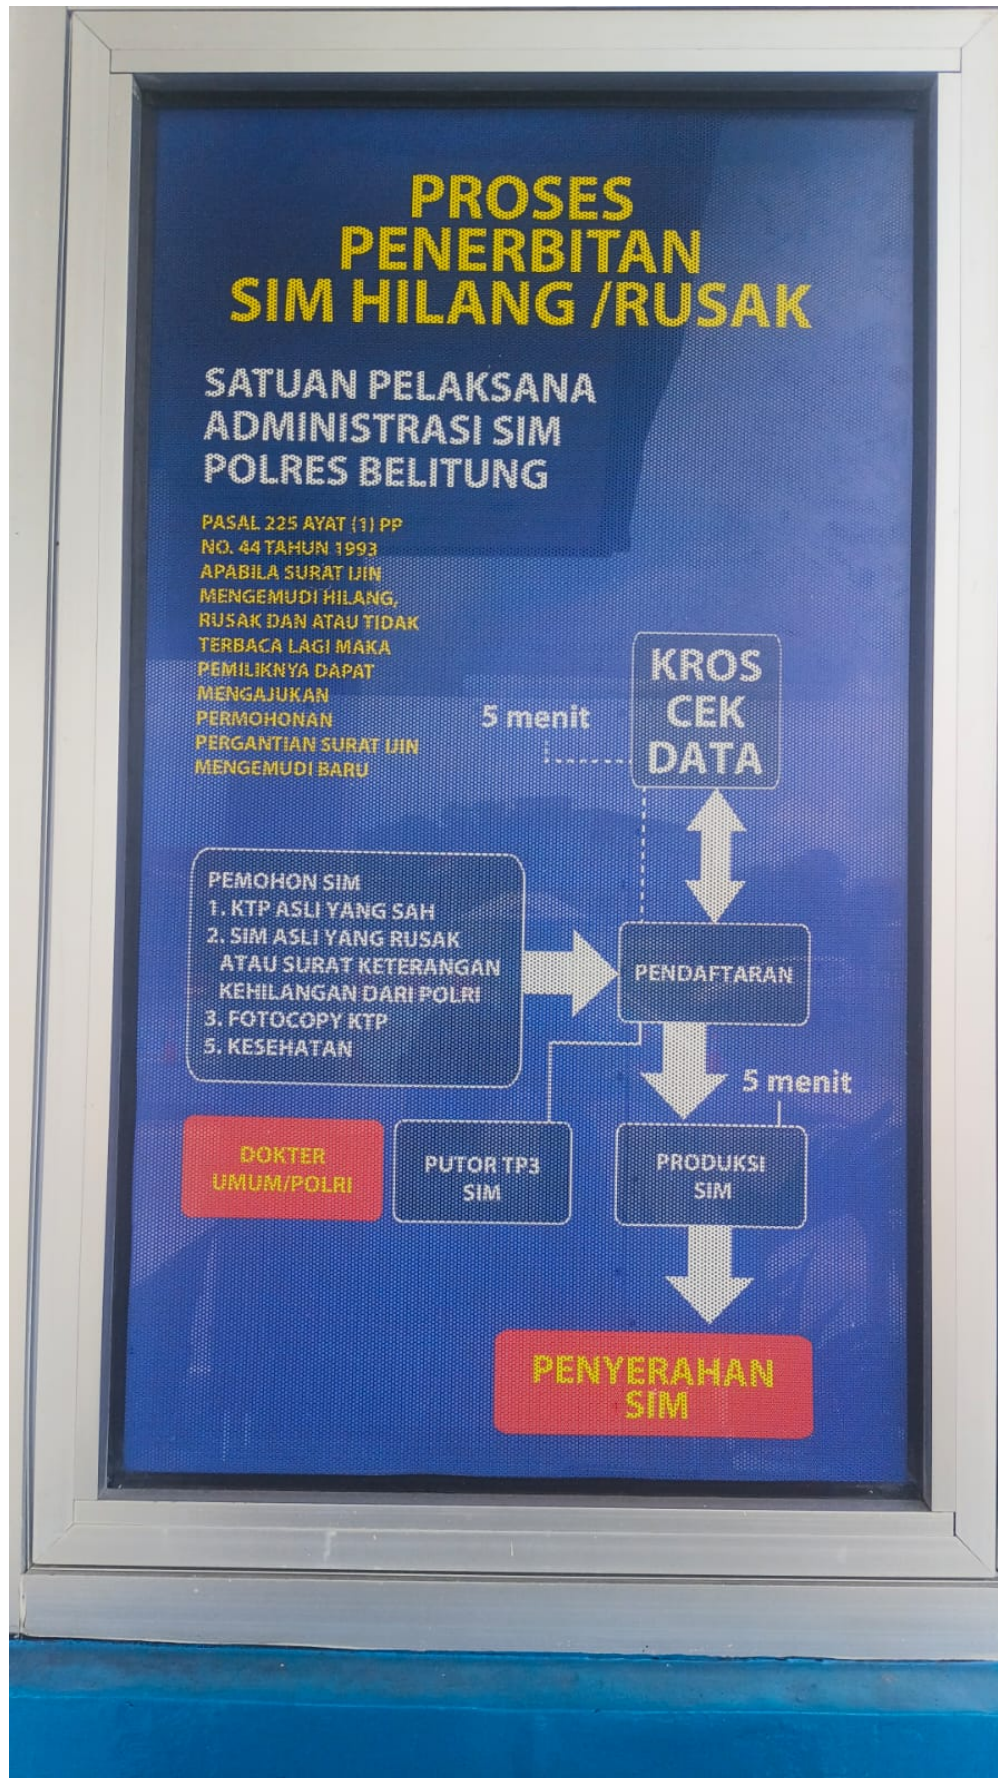 PROSES
PENERBITAN
SIM HILANG /RUSAK
SATUAN PELAKSANA
ADMINISTRASI SIM
POLRES BELITUNG
PASAL 225 AYAT (1) PP
NO. 44 TAHUN 1993
APABILA SURAT IJIN
MENGEMUDI HILANG,
RUSAK DAN ATAU TIDAK
TERBACA LAGI MAKA
PEMILIKNYA DAPAT
MENGAJUKAN
PERMOHONAN
PERGANTIAN SURAT IJIN
MENGEMUDI BARU
5 menit
KROS
CEK
DATA
PEMOHON SIM
1. KTP ASLI YANG SAH
2. SIM ASLI YANG RUSAK
ATAU SURAT KETERANGAN
KEHILANGAN DARI POLRI
3. FOTOCOPY KTP
5. KESEHATAN
PENDAFTARAN
5 menit
DOKTER
UMUM/POLRI
PUTOR TP3
SIM
PRODUKSI
SIM
PENYERAHAN
SIM